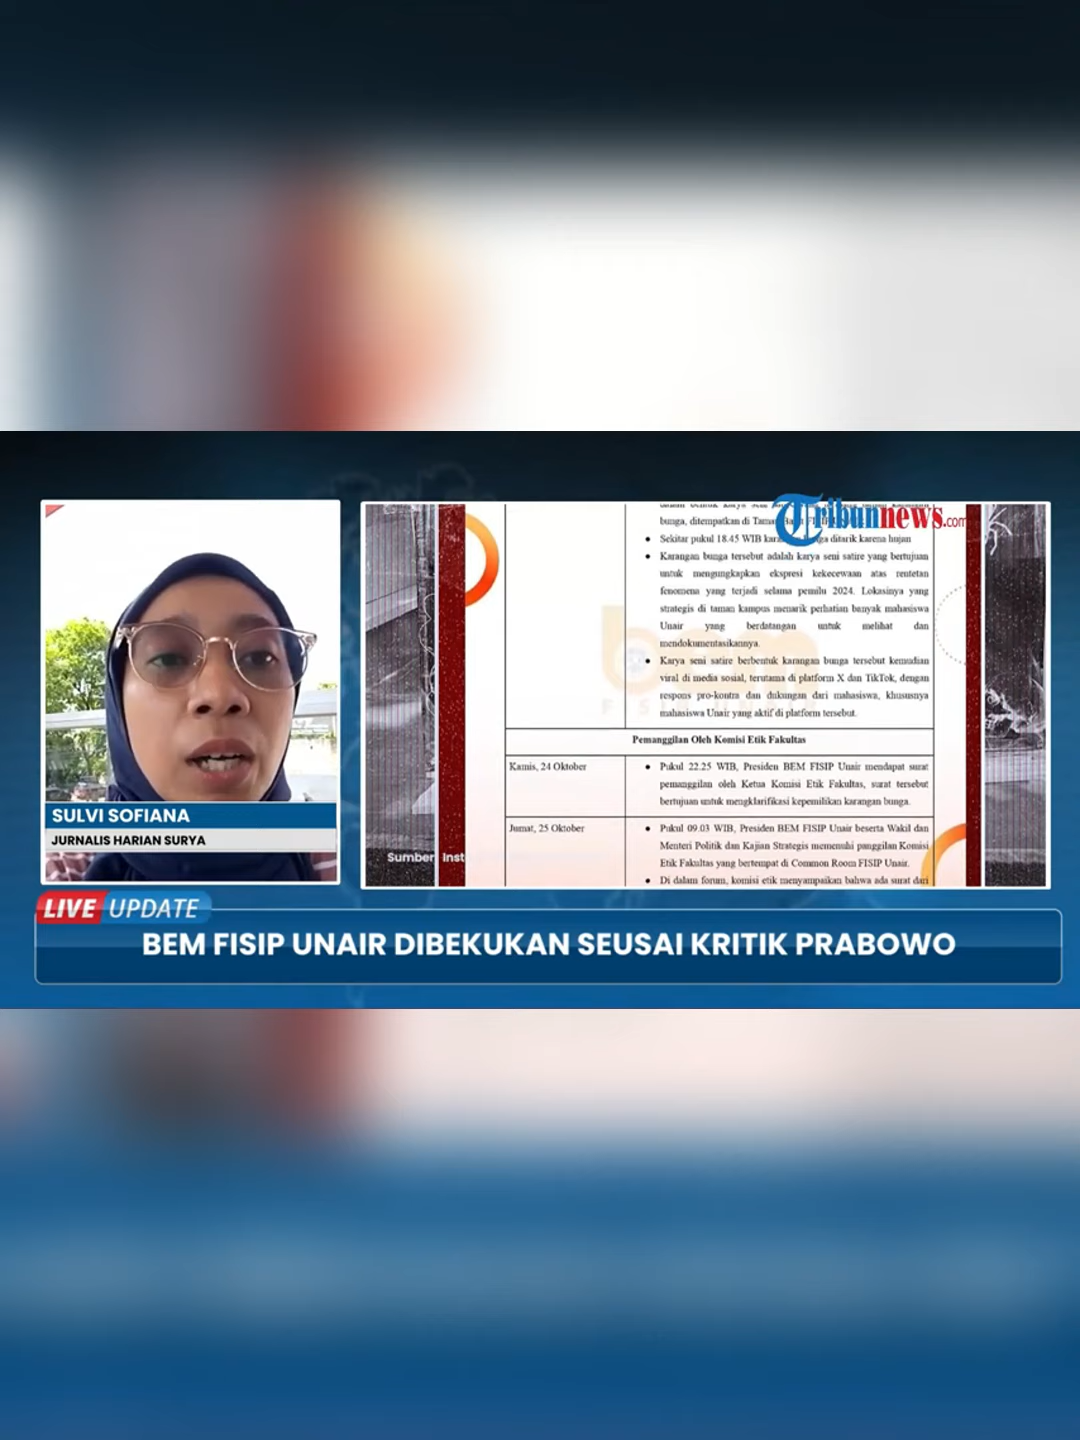 Tribunnews.com
bunga, ditempatkan di Taman
Sekitar pukul 18.45 WIB bunga ditarik karena hujan
Karangan bunga tersebut adalah karya seni satire yang bertujuan
untuk mengungkapkan ekspresi kekecewaan atas rentetan
fenomena yang terjadi selama pemilu 2024. Lokasinya yang
strategis di taman kampus menarik perhatian banyak mahasiswa
Unair yang berdatangan untuk melihat dan
mendokumentasikannya.
Karya seni satire berbentuk karangan bunga tersebut kemudian
viral di media sosial, terutama di platform X dan TikTok, dengan
respons pro-kontra dan dukungan dari mahasiswa, khususnya
mahasiswa Unair yang aktif di platform tersebut.
Pemanggilan Oleh Komisi Etik Fakultas
Kamis, 24 Oktober
Pukul 22.25 WIB, Presiden BEM FISIP Unair mendapat surat
pemanggilan oleh Ketua Komisi Etik Fakultas, surat tersebut
bertujuan untuk mengklarifikasi kepemilikan karangan bunga.
Jumat, 25 Oktober
Pukul 09.03 WIB, Presiden BEM FISIP Unair beserta Wakil dan
Menteri Politik dan Kajian Strategis memenuhi panggilan Komisi
Etik Fakultas yang bertempat di Common Room FISIP Unair.
Di dalam forum, komisi etik menyampaikan bahwa ada surat dari
Sumber Inst
SULVI SOFIANA
JURNALIS HARIAN SURYA
LIVE UPDATE
BEM FISIP UNAIR DIBEKUKAN SEUSAI KRITIK PRABOWO